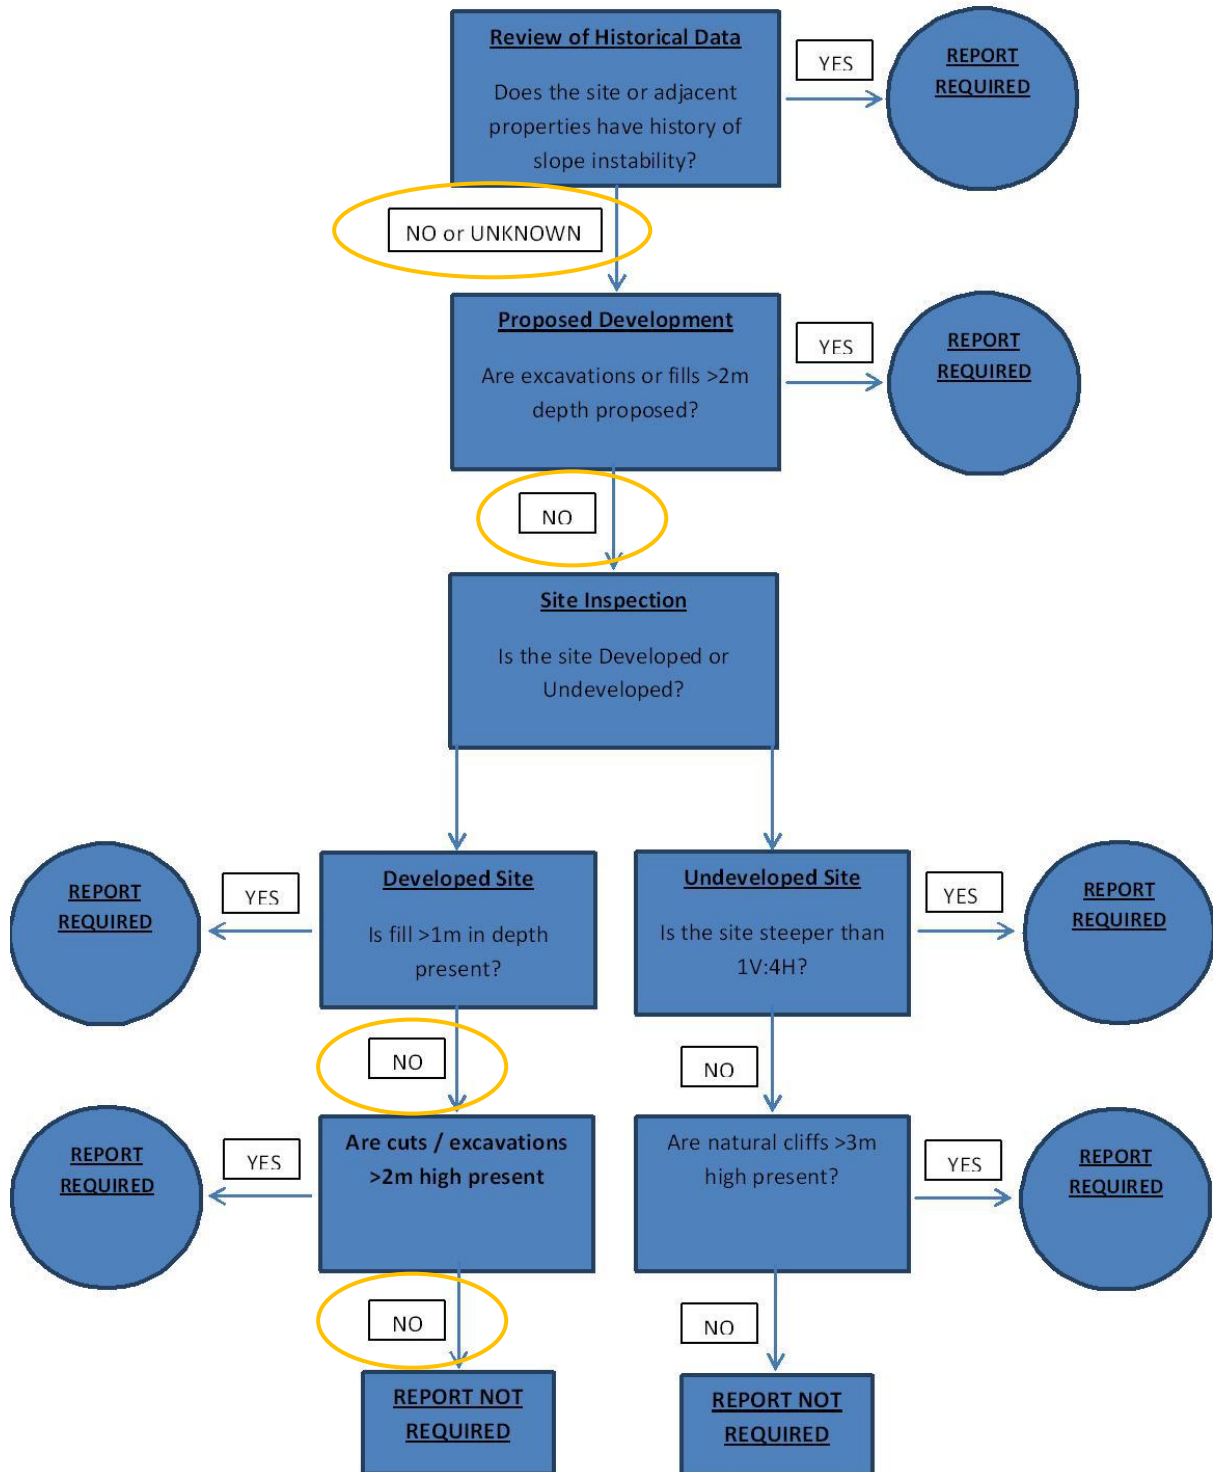 Review of Historical Data
Does the site or adjacent
properties have history of
slope instability?
YES
REPORT
REQUIRED
NO or UNKNOWN
Proposed Development
Are excavations or fills >2m
depth proposed?
YES
REPORT
REQUIRED
NO
Site Inspection
Is the site Developed or
Undeveloped?
REPORT
REQUIRED
YES
Developed Site
Is fill >1m in depth
present?
Undeveloped Site
Is the site steeper than
1V:4H?
YES
REPORT
REQUIRED
NO
NO
REPORT
REQUIRED
YES
Are cuts / excavations
>2m high present
Are natural cliffs >3m
high present?
YES
REPORT
REQUIRED
NO
NO
REPORT NOT
REQUIRED
REPORT NOT
REQUIRED